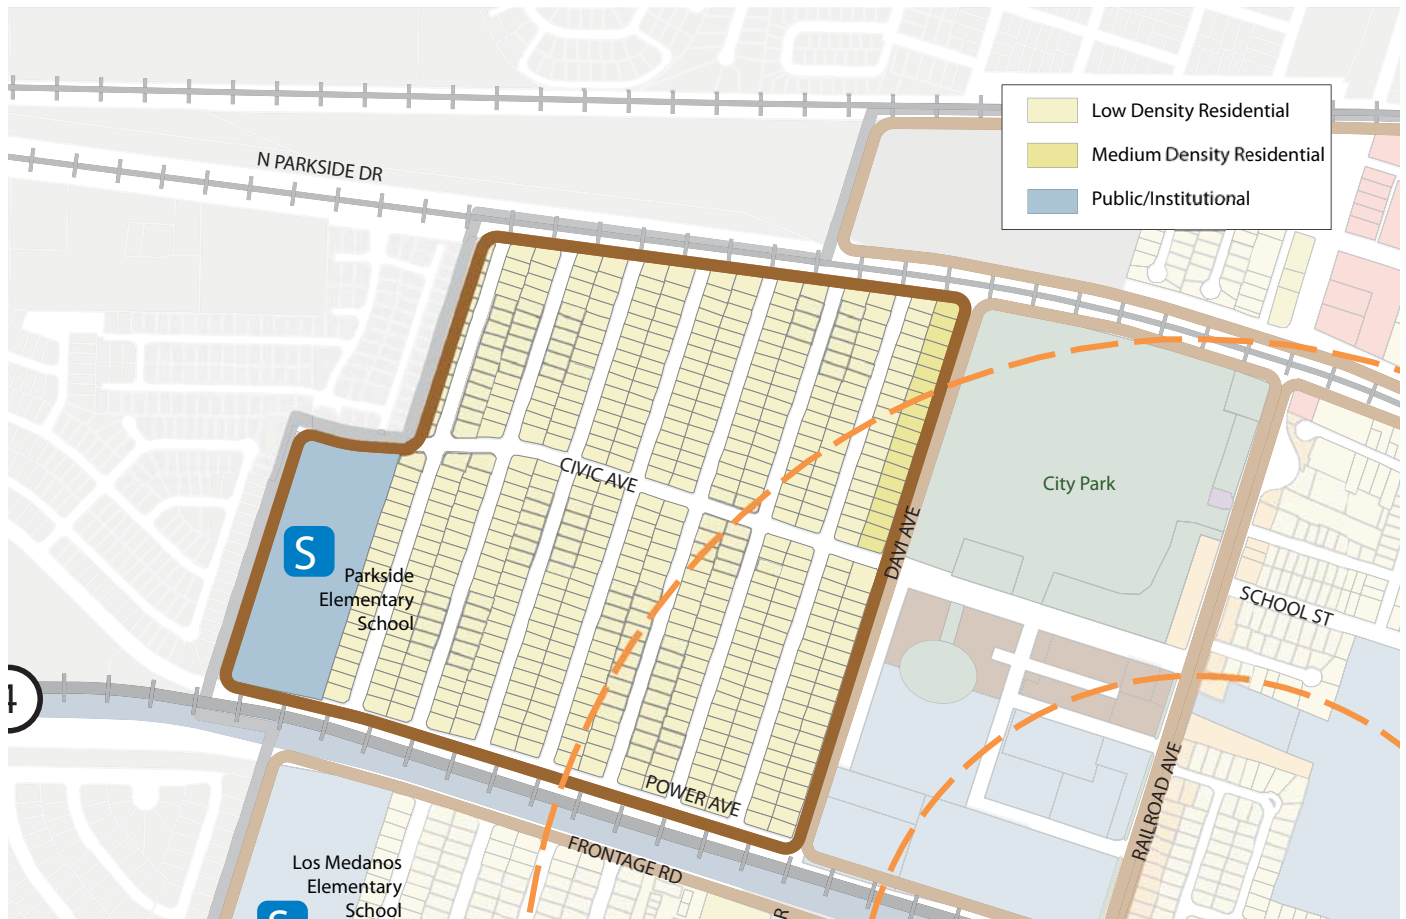 Low Density Residential
Medium Density Residential
Public/Institutional
N PARKSIDE DR
CIVIC AVE
City Park
DAVI AVE
S
Parkside
Elementary
School
SCHOOL ST
4
POWER AVE
RAILROAD AVE
FRONTAGE RD
Los Medanos
Elementary
School
S
R